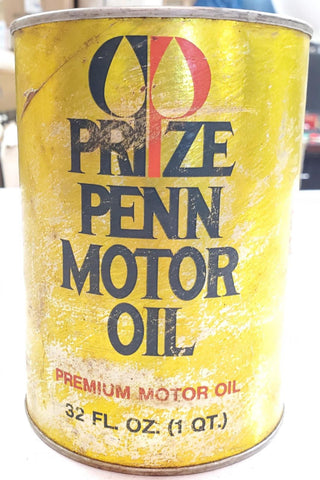 PRIZE
PENN
MOTOR
OIL
PREMIUM MOTOR OIL
32 FL. OZ. (1 QT.)